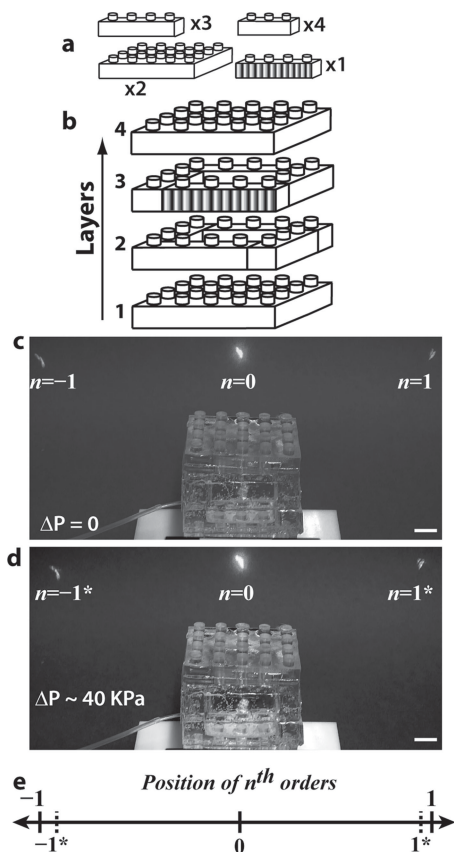 a
x3
x4
x2
x1
b
Layers
4
3
2
1
c
n=−1
n=0
n=1
ΔP = 0
d
n=−1*
n=0
n=1*
ΔP ~ 40 KPa
e
Position of nth orders
−1
1
−1*
0
1*